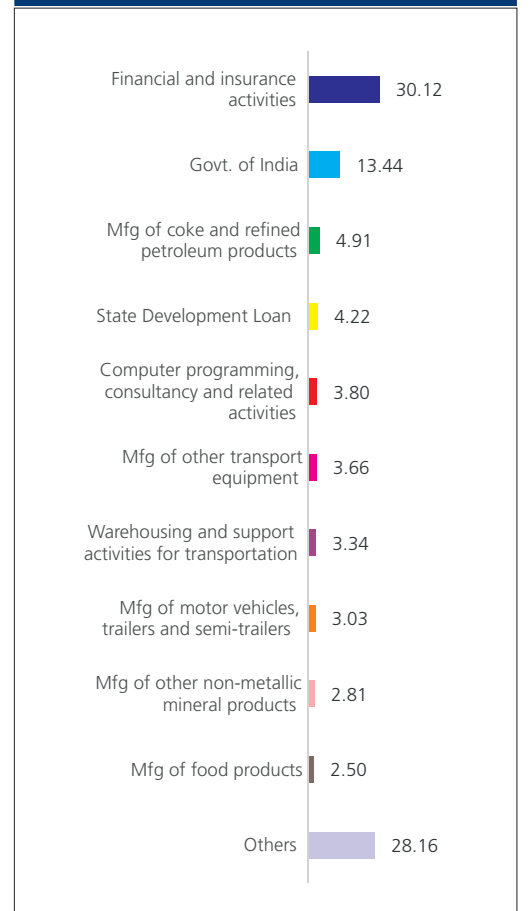 Financial and insurance
activities
30.12
Govt. of India
13.44
Mfg of coke and refined
petroleum products
4.91
State Development Loan
4.22
Computer programming,
consultancy and related
activities
3.80
Mfg of other transport
equipment
3.66
Warehousing and support
activities for transportation
3.34
Mfg of motor vehicles,
trailers and semi-trailers
3.03
Mfg of other non-metallic
mineral products
2.81
Mfg of food products
2.50
Others
28.16